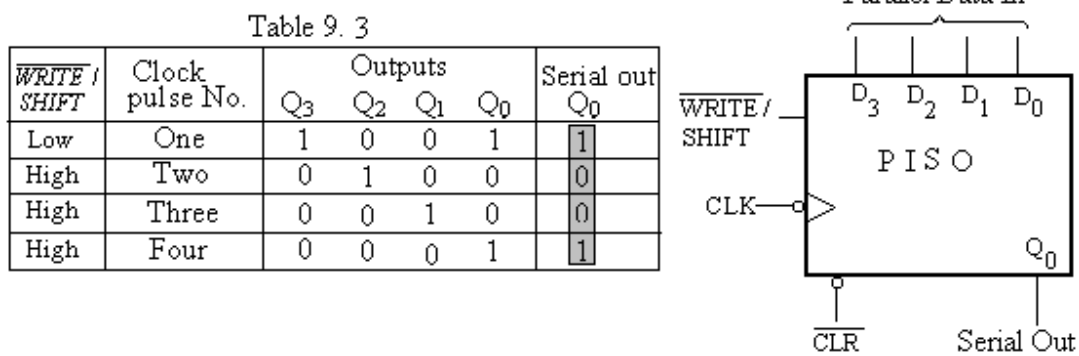 Table 9. 3
WRITE / SHIFT Clock pulse No. Outputs Serial out
Q3 Q2 Q1 Q0 Q0
Low One 1 0 0 1 1
High Two 0 1 0 0 0
High Three 0 0 1 0 0
High Four 0 0 0 1 1
Parallel Data In
D3 D2 D1 D0
WRITE /
SHIFT
PISO
CLK
Q0
CLR Serial Out